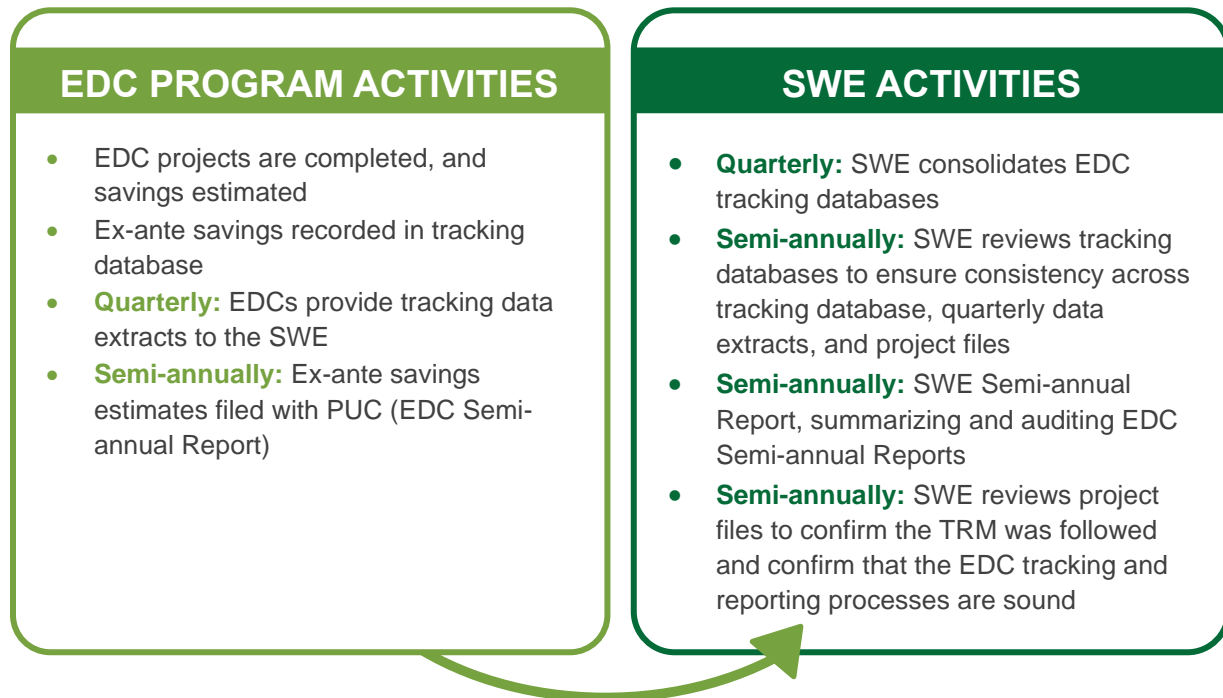 EDC PROGRAM ACTIVITIES
• EDC projects are completed, and
savings estimated
• Ex-ante savings recorded in tracking
database
• Quarterly: EDCs provide tracking data
extracts to the SWE
• Semi-annually: Ex-ante savings
estimates filed with PUC (EDC Semi-
annual Report)
SWE ACTIVITIES
• Quarterly: SWE consolidates EDC
tracking databases
• Semi-annually: SWE reviews tracking
databases to ensure consistency across
tracking database, quarterly data
extracts, and project files
• Semi-annually: SWE Semi-annual
Report, summarizing and auditing EDC
Semi-annual Reports
• Semi-annually: SWE reviews project
files to confirm the TRM was followed
and confirm that the EDC tracking and
reporting processes are sound